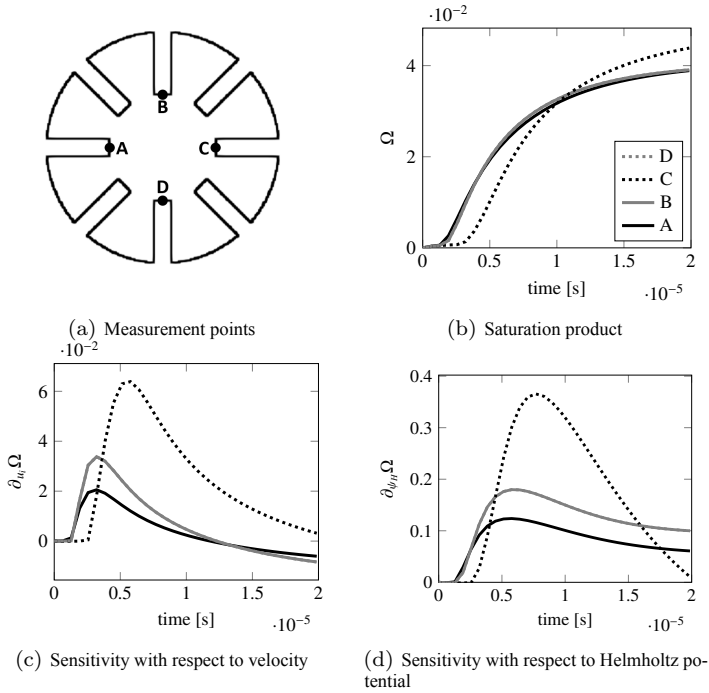 B
A
C
D
(a) Measurement points
·10⁻²
4
2
0
Ω
D
C
B
A
0 0.5 1 1.5 2
time [s]
·10⁻⁵
(b) Saturation product
·10⁻²
6
4
2
0
∂uᵢΩ
0 0.5 1 1.5 2
time [s]
·10⁻⁵
(c) Sensitivity with respect to velocity
0.4
0.3
0.2
0.1
0
∂ψHΩ
0 0.5 1 1.5 2
time [s]
·10⁻⁵
(d) Sensitivity with respect to Helmholtz po-
tential